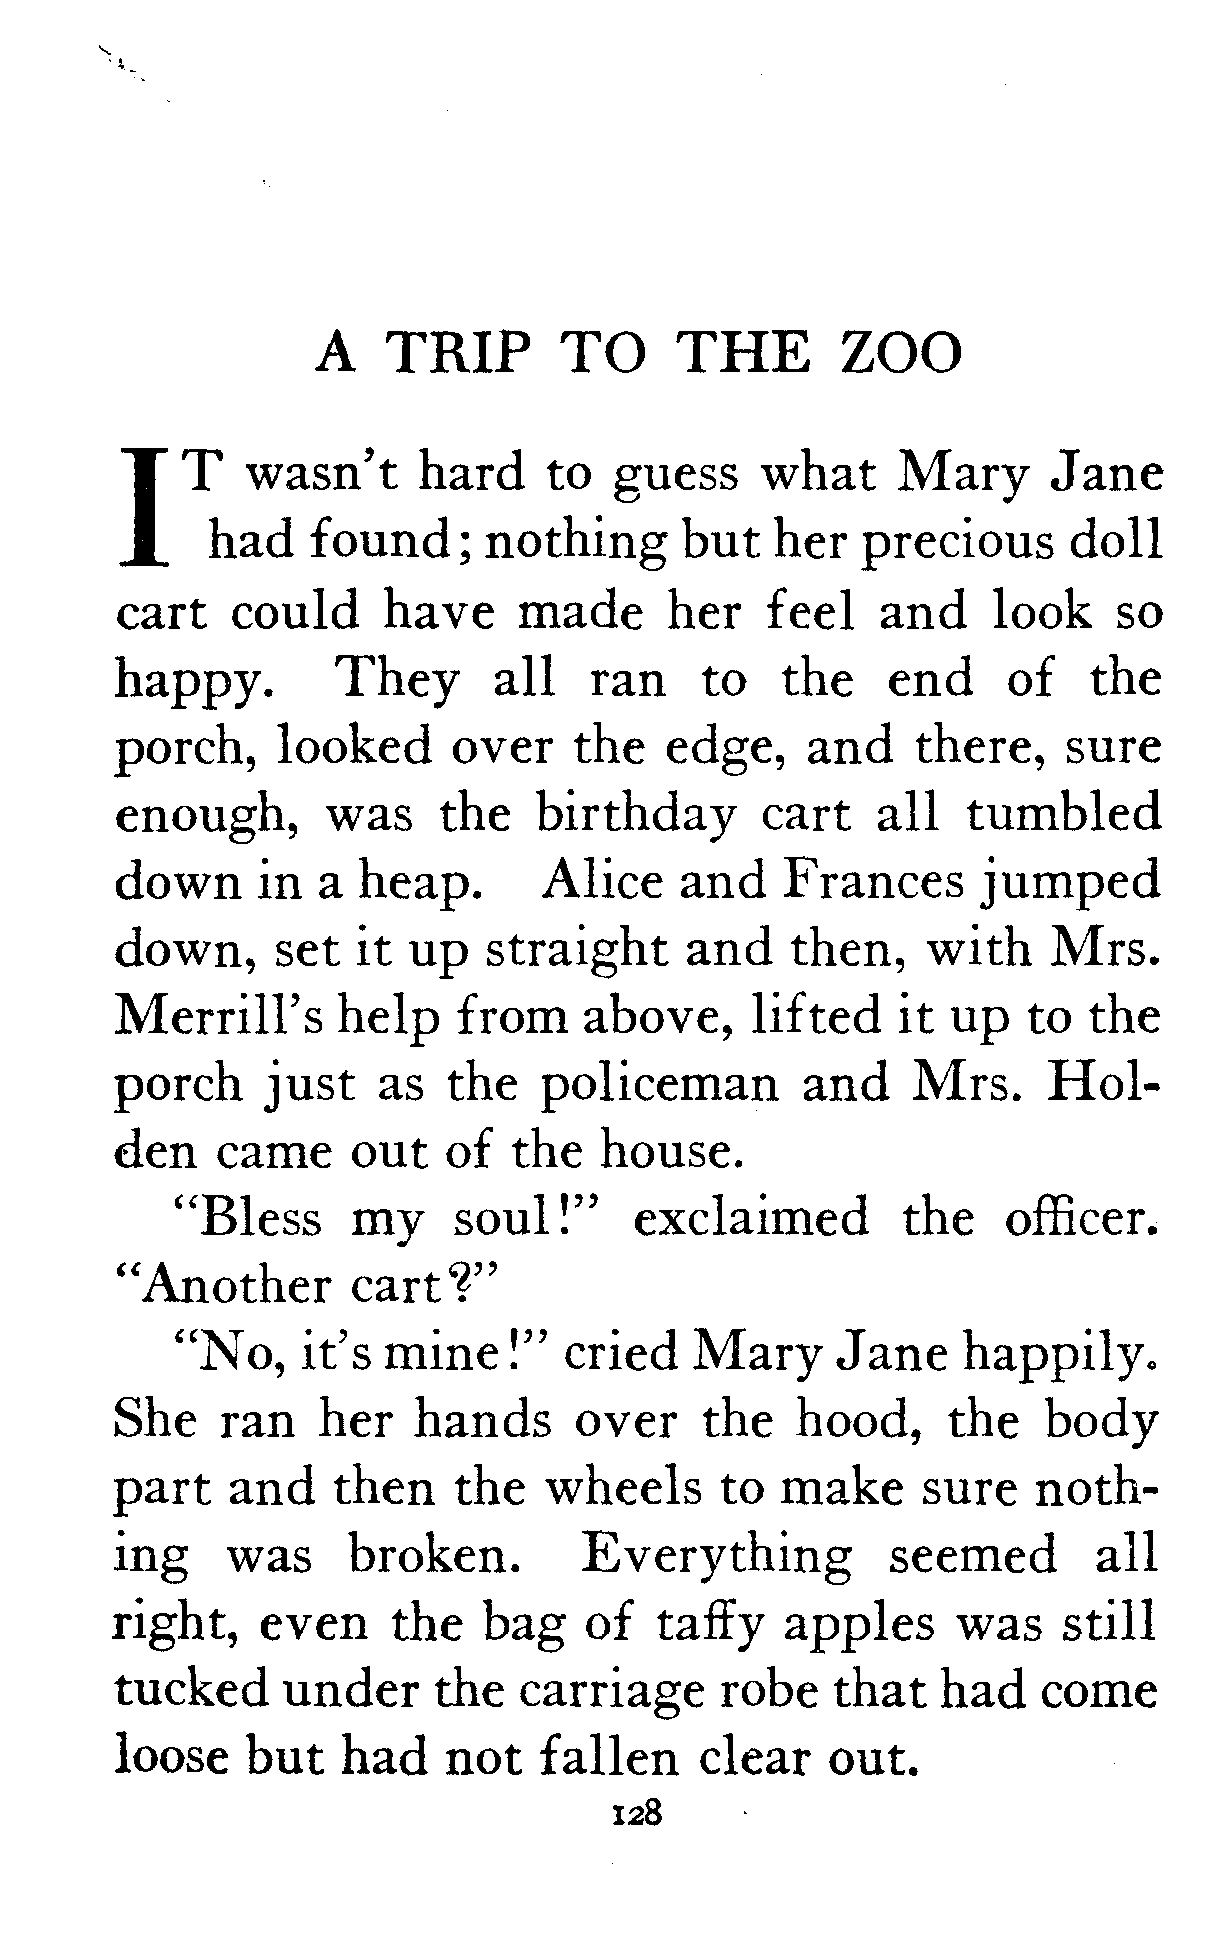 A TRIP TO THE ZOO
IT wasn't hard to guess what Mary Jane
had found; nothing but her precious doll
cart could have made her feel and look so
happy. They all ran to the end of the
porch, looked over the edge, and there, sure
enough, was the birthday cart all tumbled
down in a heap. Alice and Frances jumped
down, set it up straight and then, with Mrs.
Merrill's help from above, lifted it up to the
porch just as the policeman and Mrs. Hol-
den came out of the house.
"Bless my soul!" exclaimed the officer.
"Another cart?"
"No, it's mine!" cried Mary Jane happily.
She ran her hands over the hood, the body
part and then the wheels to make sure noth-
ing was broken. Everything seemed all
right, even the bag of taffy apples was still
tucked under the carriage robe that had come
loose but had not fallen clear out.
128